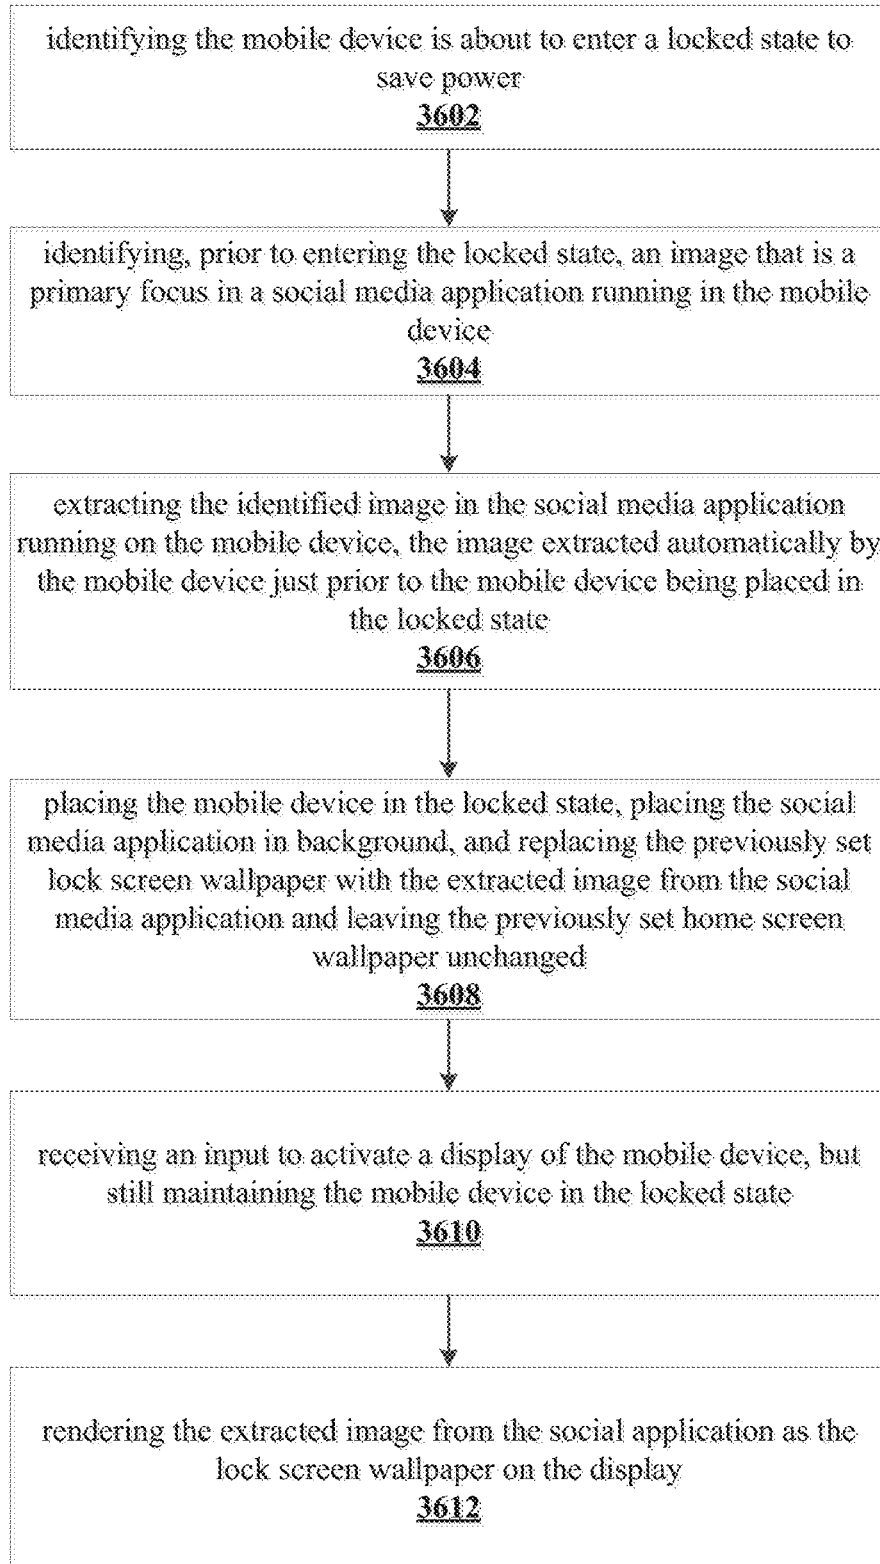 identifying the mobile device is about to enter a locked state to
save power
3602
identifying, prior to entering the locked state, an image that is a
primary focus in a social media application running in the mobile
device
3604
extracting the identified image in the social media application
running on the mobile device, the image extracted automatically by
the mobile device just prior to the mobile device being placed in
the locked state
3606
placing the mobile device in the locked state, placing the social
media application in background, and replacing the previously set
lock screen wallpaper with the extracted image from the social
media application and leaving the previously set home screen
wallpaper unchanged
3608
receiving an input to activate a display of the mobile device, but
still maintaining the mobile device in the locked state
3610
rendering the extracted image from the social application as the
lock screen wallpaper on the display
3612